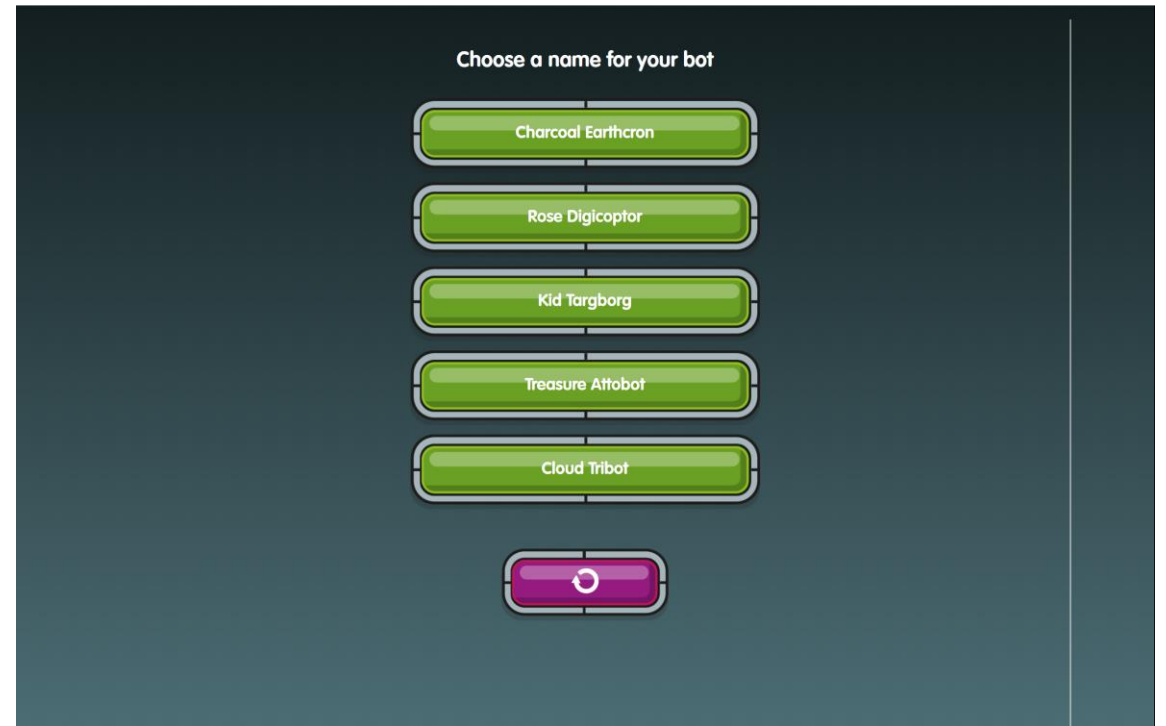 Choose a name for your bot
Charcoal Earthcron
Rose Digicoptor
Kid Targborg
Treasure Attobot
Cloud Tribot